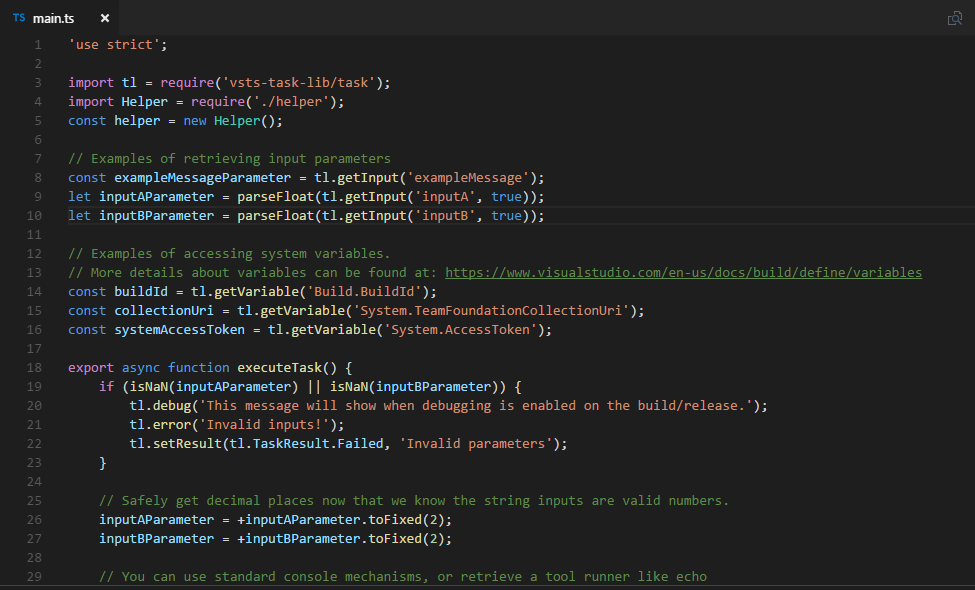 TS main.ts ×
1 'use strict';
2
3 import tl = require('vsts-task-lib/task');
4 import Helper = require('./helper');
5 const helper = new Helper();
6
7 // Examples of retrieving input parameters
8 const exampleMessageParameter = tl.getInput('exampleMessage');
9 let inputAParameter = parseFloat(tl.getInput('inputA', true));
10 let inputBParameter = parseFloat(tl.getInput('inputB', true));
11
12 // Examples of accessing system variables.
13 // More details about variables can be found at: https://www.visualstudio.com/en-us/docs/build/define/variables
14 const buildId = tl.getVariable('Build.BuildId');
15 const collectionUri = tl.getVariable('System.TeamFoundationCollectionUri');
16 const systemAccessToken = tl.getVariable('System.AccessToken');
17
18 export async function executeTask() {
19     if (isNaN(inputAParameter) || isNaN(inputBParameter)) {
20         tl.debug('This message will show when debugging is enabled on the build/release.');
21         tl.error('Invalid inputs!');
22         tl.setResult(tl.TaskResult.Failed, 'Invalid parameters');
23     }
24
25     // Safely get decimal places now that we know the string inputs are valid numbers.
26     inputAParameter = +inputAParameter.toFixed(2);
27     inputBParameter = +inputBParameter.toFixed(2);
28
29     // You can use standard console mechanisms, or retrieve a tool runner like echo